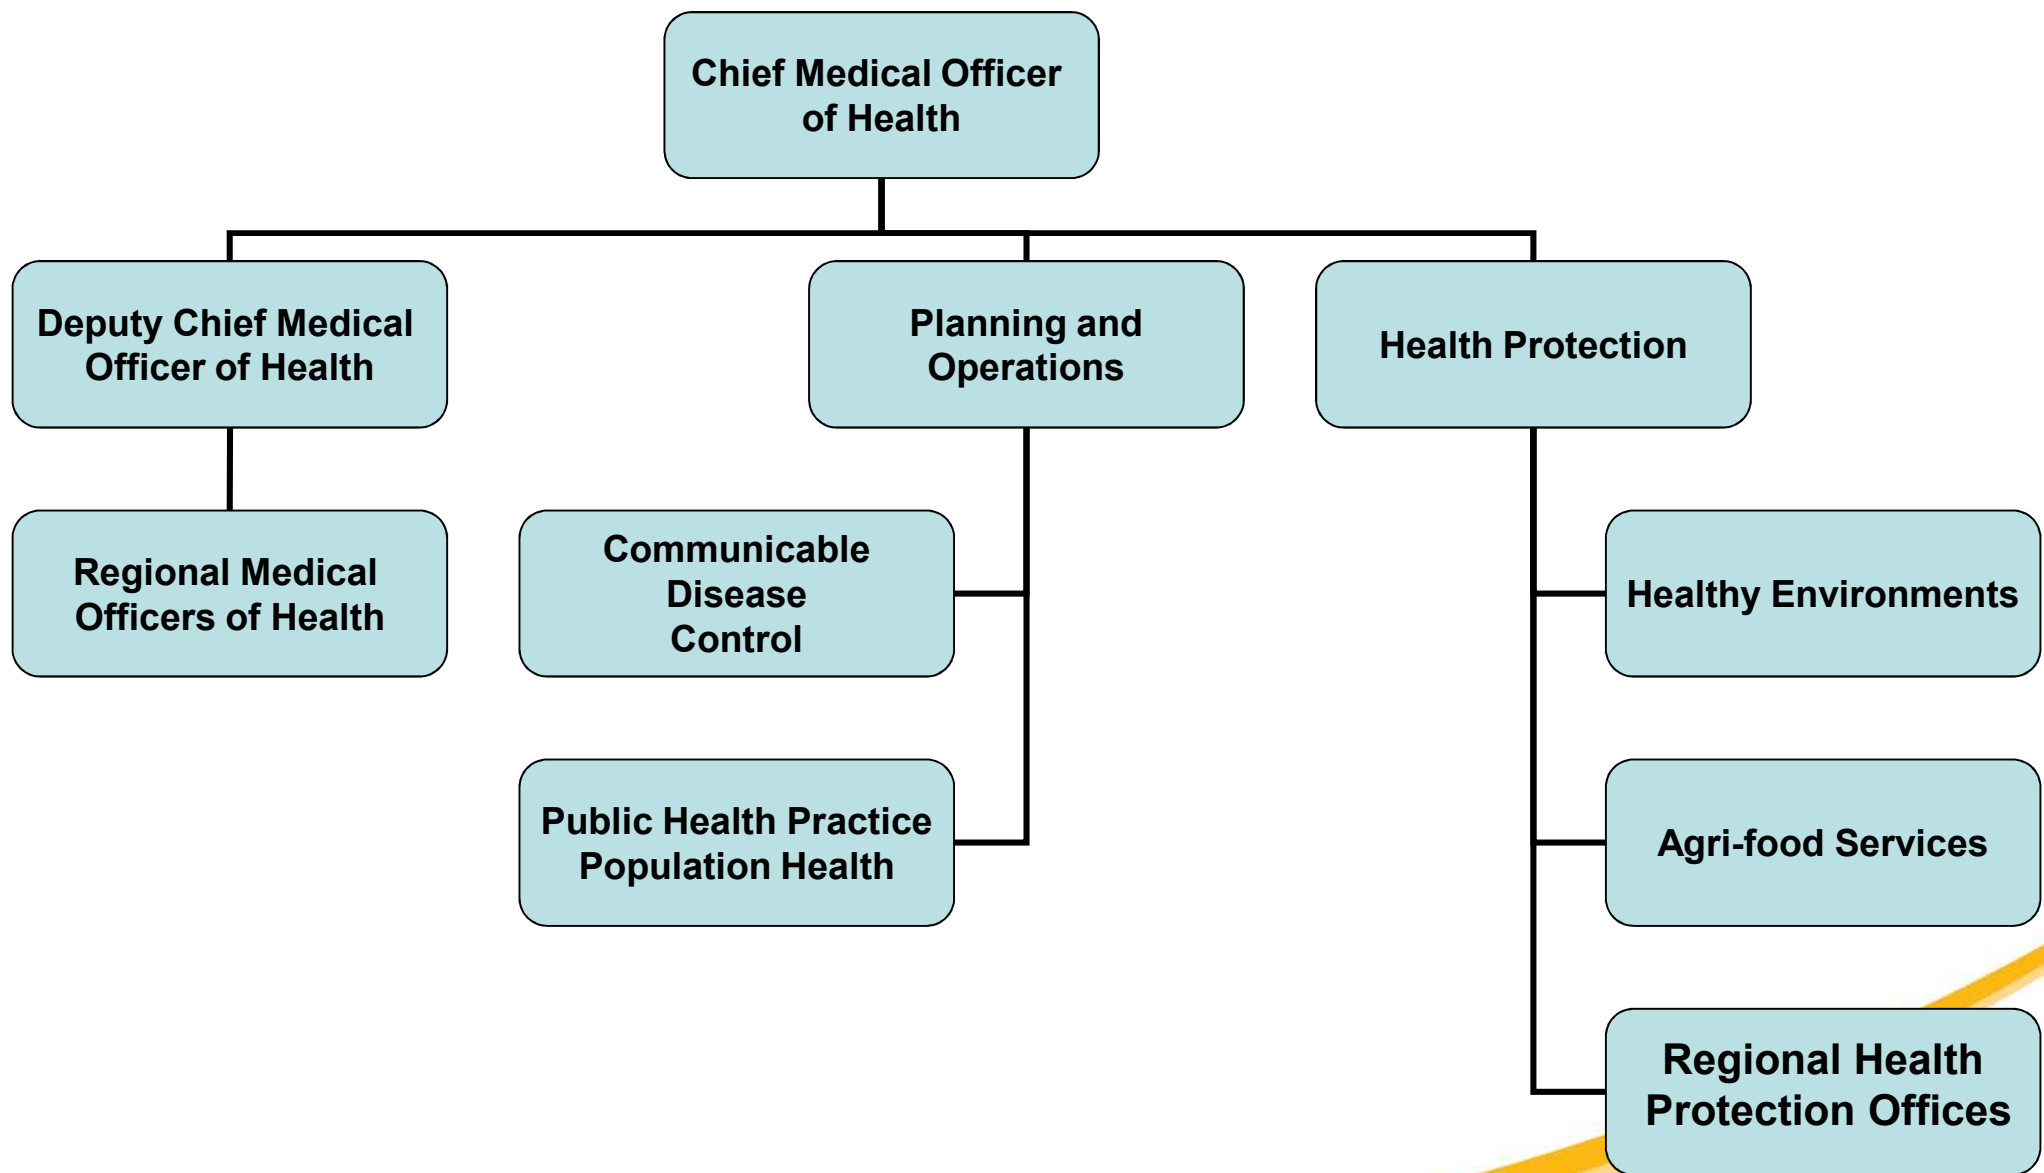 Chief Medical Officer
of Health
Deputy Chief Medical
Officer of Health
Planning and
Operations
Health Protection
Regional Medical
Officers of Health
Communicable
Disease
Control
Healthy Environments
Public Health Practice
Population Health
Agri-food Services
Regional Health
Protection Offices